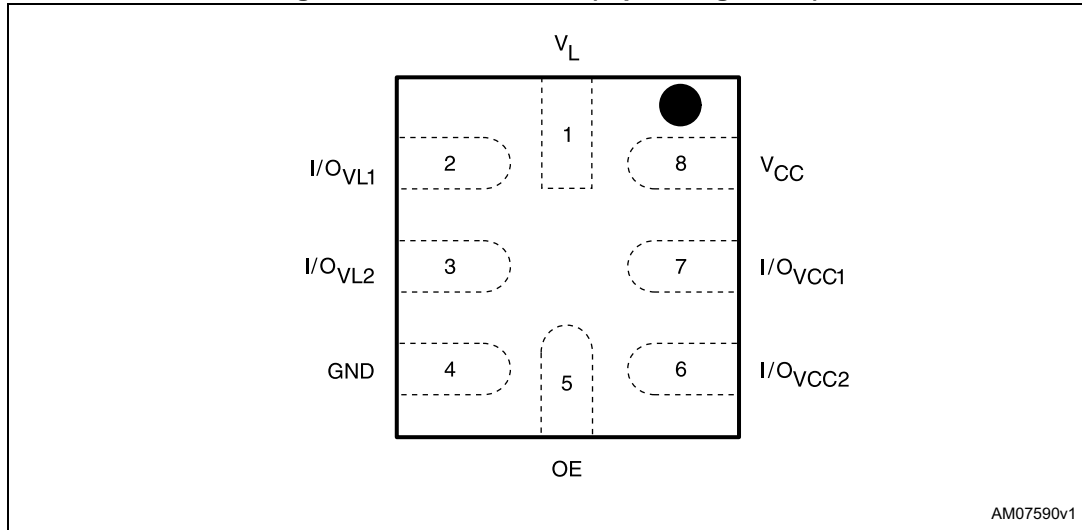 V_L
1
I/O_VL1 2 8 V_CC
I/O_VL2 3 7 I/O_VCC1
GND 4 5 6 I/O_VCC2
OE
AM07590v1